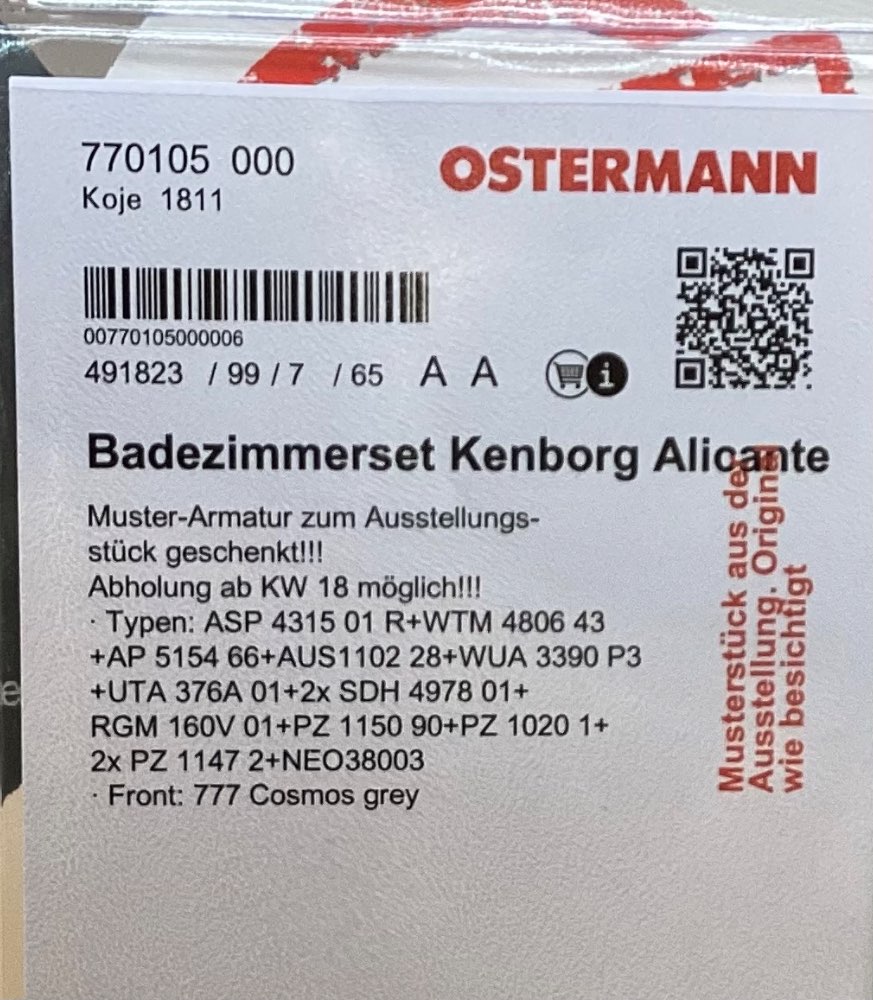 770105 000
OSTERMANN
Koje 1811
00770105000006
491823 / 99 / 7 / 65 A A
Badezimmerset Kenborg Alicante
Muster-Armatur zum Ausstellungs-
stück geschenkt!!!
Abholung ab KW 18 möglich!!!
· Typen: ASP 4315 01 R+WTM 4806 43
+AP 5154 66+AUS1102 28+WUA 3390 P3
+UTA 376A 01+2x SDH 4978 01+
RGM 160V 01+PZ 1150 90+PZ 1020 1+
2x PZ 1147 2+NEO38003
· Front: 777 Cosmos grey
Musterstück aus der
Ausstellung. Original
wie besichtigt